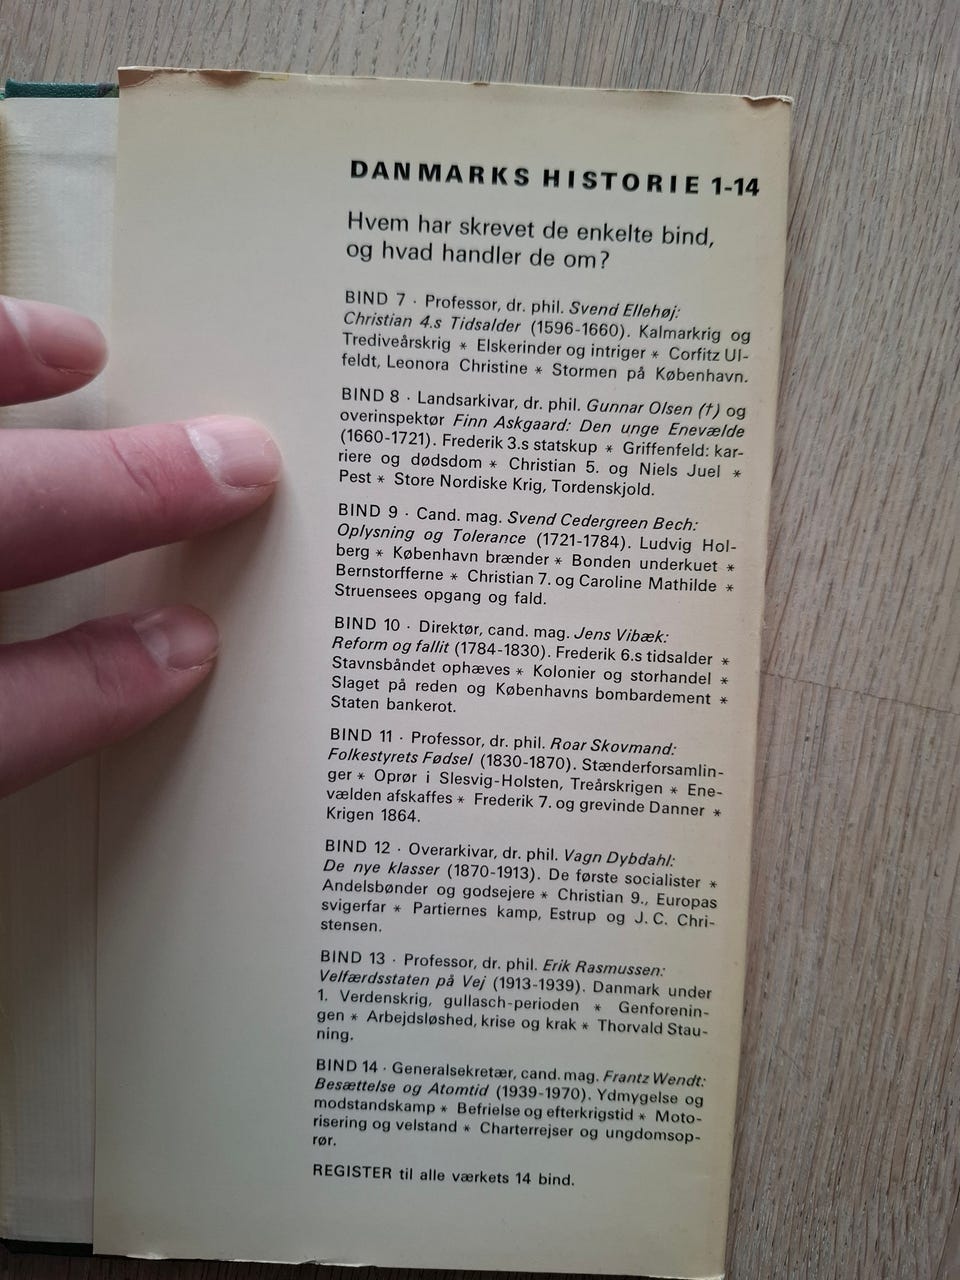 DANMARKS HISTORIE 1-14
Hvem har skrevet de enkelte bind,
og hvad handler de om?
BIND 7 · Professor, dr. phil. Svend Ellehøj:
Christian 4.s Tidsalder (1596-1660). Kalmarkrig og
Trediveårskrig * Elskerinder og intriger * Corfitz Ul-
feldt, Leonora Christine * Stormen på København.
BIND 8 · Landsarkivar, dr. phil. Gunnar Olsen (†) og
overinspektør Finn Askgaard: Den unge Enevælde
(1660-1721). Frederik 3.s statskup * Griffenfeld: kar-
riere og dødsdom * Christian 5. og Niels Juel *
Pest * Store Nordiske Krig, Tordenskjold.
BIND 9 · Cand. mag. Svend Cedergreen Bech:
Oplysning og Tolerance (1721-1784). Ludvig Hol-
berg * København brænder * Bonden underkuet *
Bernstorfferne * Christian 7. og Caroline Mathilde *
Struensees opgang og fald.
BIND 10 · Direktør, cand. mag. Jens Vibæk:
Reform og fallit (1784-1830). Frederik 6.s tidsalder *
Stavnsbåndet ophæves * Kolonier og storhandel *
Slaget på reden og Københavns bombardement *
Staten bankerot.
BIND 11 · Professor, dr. phil. Roar Skovmand:
Folkestyrets Fødsel (1830-1870). Stænderforsamlin-
ger * Oprør i Slesvig-Holsten, Treårskrigen * Ene-
vælden afskaffes * Frederik 7. og grevinde Danner *
Krigen 1864.
BIND 12 · Overarkivar, dr. phil. Vagn Dybdahl:
De nye klasser (1870-1913). De første socialister *
Andelsbønder og godsejere * Christian 9., Europas
svigerfar * Partiernes kamp, Estrup og J. C. Chri-
stensen.
BIND 13 · Professor, dr. phil. Erik Rasmussen:
Velfærdsstaten på Vej (1913-1939). Danmark under
1. Verdenskrig, gullasch-perioden * Genforenin-
gen * Arbejdsløshed, krise og krak * Thorvald Stau-
ning.
BIND 14 · Generalsekretær, cand. mag. Frantz Wendt:
Besættelse og Atomtid (1939-1970). Ydmygelse og
modstandskamp * Befrielse og efterkrigstid * Moto-
risering og velstand * Charterrejser og ungdomsop-
rør.
REGISTER til alle værkets 14 bind.